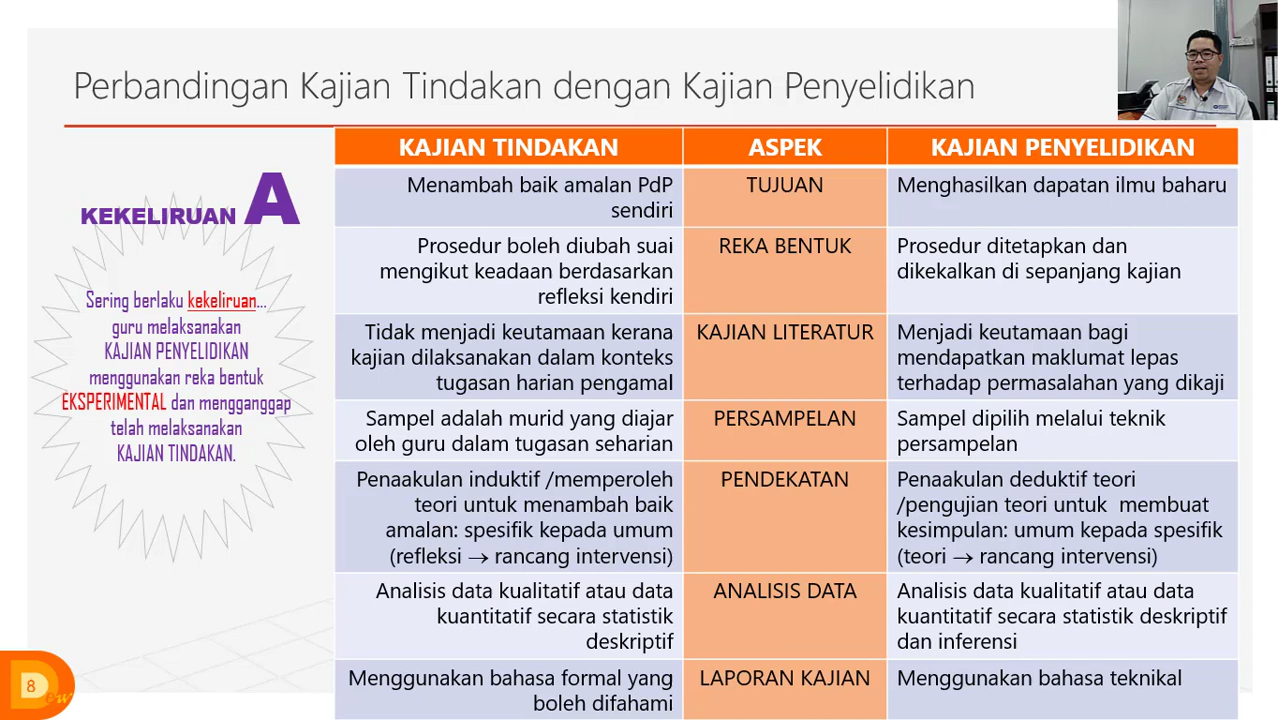 Perbandingan Kajian Tindakan dengan Kajian Penyelidikan
KEKELIRUAN A
Sering berlaku kekeliruan...
guru melaksanakan
KAJIAN PENYELIDIKAN
menggunakan reka bentuk
EKSPERIMENTAL dan mengganggap
telah melaksanakan
KAJIAN TINDAKAN.
KAJIAN TINDAKAN ASPEK KAJIAN PENYELIDIKAN
Menambah baik amalan PdP
sendiri
TUJUAN
Menghasilkan dapatan ilmu baharu
Prosedur boleh diubah suai
mengikut keadaan berdasarkan
refleksi kendiri
REKA BENTUK
Prosedur ditetapkan dan
dikekalkan di sepanjang kajian
Tidak menjadi keutamaan kerana
kajian dilaksanakan dalam konteks
tugasan harian pengamal
KAJIAN LITERATUR
Menjadi keutamaan bagi
mendapatkan maklumat lepas
terhadap permasalahan yang dikaji
Sampel adalah murid yang diajar
oleh guru dalam tugasan seharian
PERSAMPELAN
Sampel dipilih melalui teknik
persampelan
Penaakulan induktif /memperoleh
teori untuk menambah baik
amalan: spesifik kepada umum
(refleksi → rancang intervensi)
PENDEKATAN
Penaakulan deduktif teori
/pengujian teori untuk  membuat
kesimpulan: umum kepada spesifik
(teori → rancang intervensi)
Analisis data kualitatif atau data
kuantitatif secara statistik
deskriptif
ANALISIS DATA
Analisis data kualitatif atau data
kuantitatif secara statistik deskriptif
dan inferensi
Menggunakan bahasa formal yang
boleh difahami
LAPORAN KAJIAN
Menggunakan bahasa teknikal
D
8